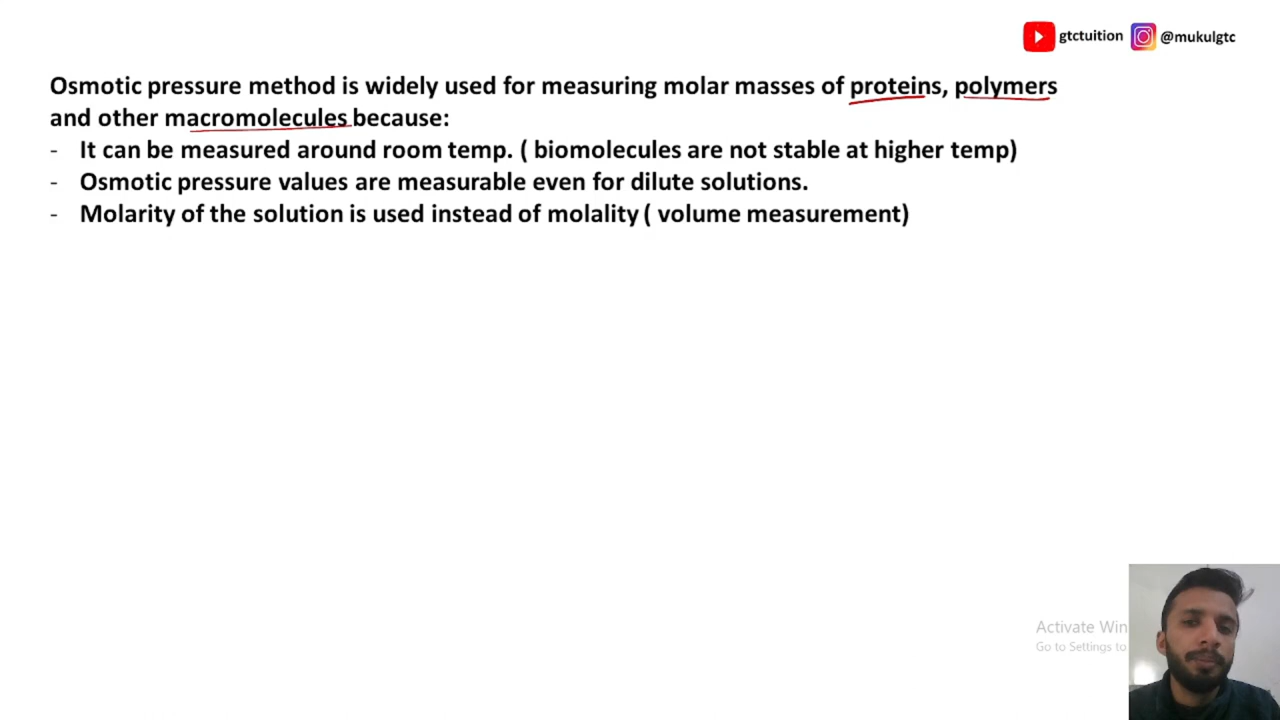 gtctuition @mukulgtc
Osmotic pressure method is widely used for measuring molar masses of proteins, polymers
and other macromolecules because:
- It can be measured around room temp. ( biomolecules are not stable at higher temp)
- Osmotic pressure values are measurable even for dilute solutions.
- Molarity of the solution is used instead of molality ( volume measurement)
Activate Win
Go to Settings to